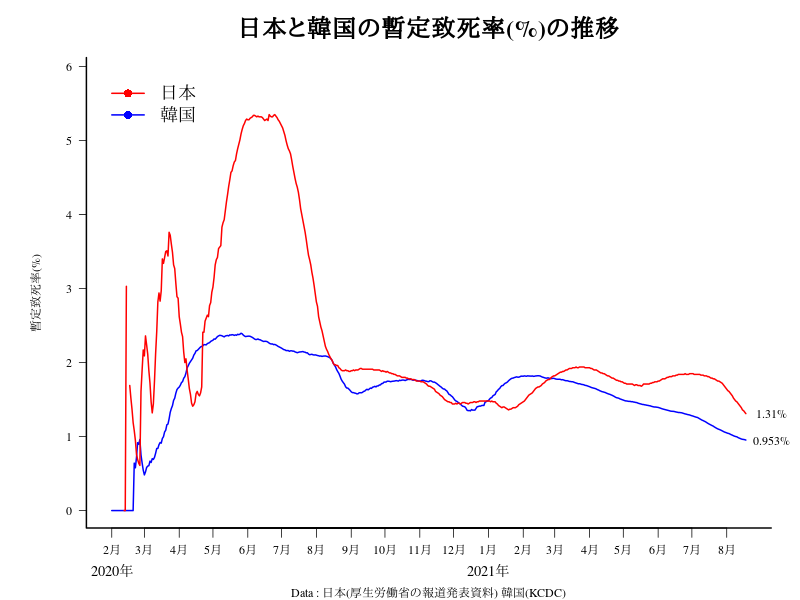 日本と韓国の暫定致死率(%)の推移
日本
韓国
暫定致死率(%)
6
5
4
3
2
1
0
1.31%
0.953%
2月 3月 4月 5月 6月 7月 8月 9月 10月 11月 12月 1月 2月 3月 4月 5月 6月 7月 8月
2020年 2021年
Data : 日本(厚生労働省の報道発表資料) 韓国(KCDC)